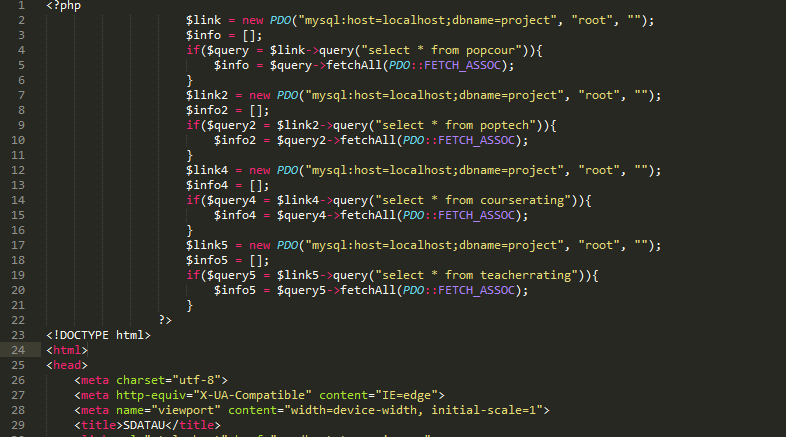 1 <?php
2 $link = new PDO("mysql:host=localhost;dbname=project", "root", "");
3 $info = [];
4 if($query = $link->query("select * from popcour")){
5 $info = $query->fetchAll(PDO::FETCH_ASSOC);
6 }
7 $link2 = new PDO("mysql:host=localhost;dbname=project", "root", "");
8 $info2 = [];
9 if($query2 = $link2->query("select * from poptech")){
10 $info2 = $query2->fetchAll(PDO::FETCH_ASSOC);
11 }
12 $link4 = new PDO("mysql:host=localhost;dbname=project", "root", "");
13 $info4 = [];
14 if($query4 = $link4->query("select * from courserating")){
15 $info4 = $query4->fetchAll(PDO::FETCH_ASSOC);
16 }
17 $link5 = new PDO("mysql:host=localhost;dbname=project", "root", "");
18 $info5 = [];
19 if($query5 = $link5->query("select * from teacherrating")){
20 $info5 = $query5->fetchAll(PDO::FETCH_ASSOC);
21 }
22 ?>
23 <!DOCTYPE html>
24 <html>
25 <head>
26 <meta charset="utf-8">
27 <meta http-equiv="X-UA-Compatible" content="IE=edge">
28 <meta name="viewport" content="width=device-width, initial-scale=1">
29 <title>SDATAU</title>